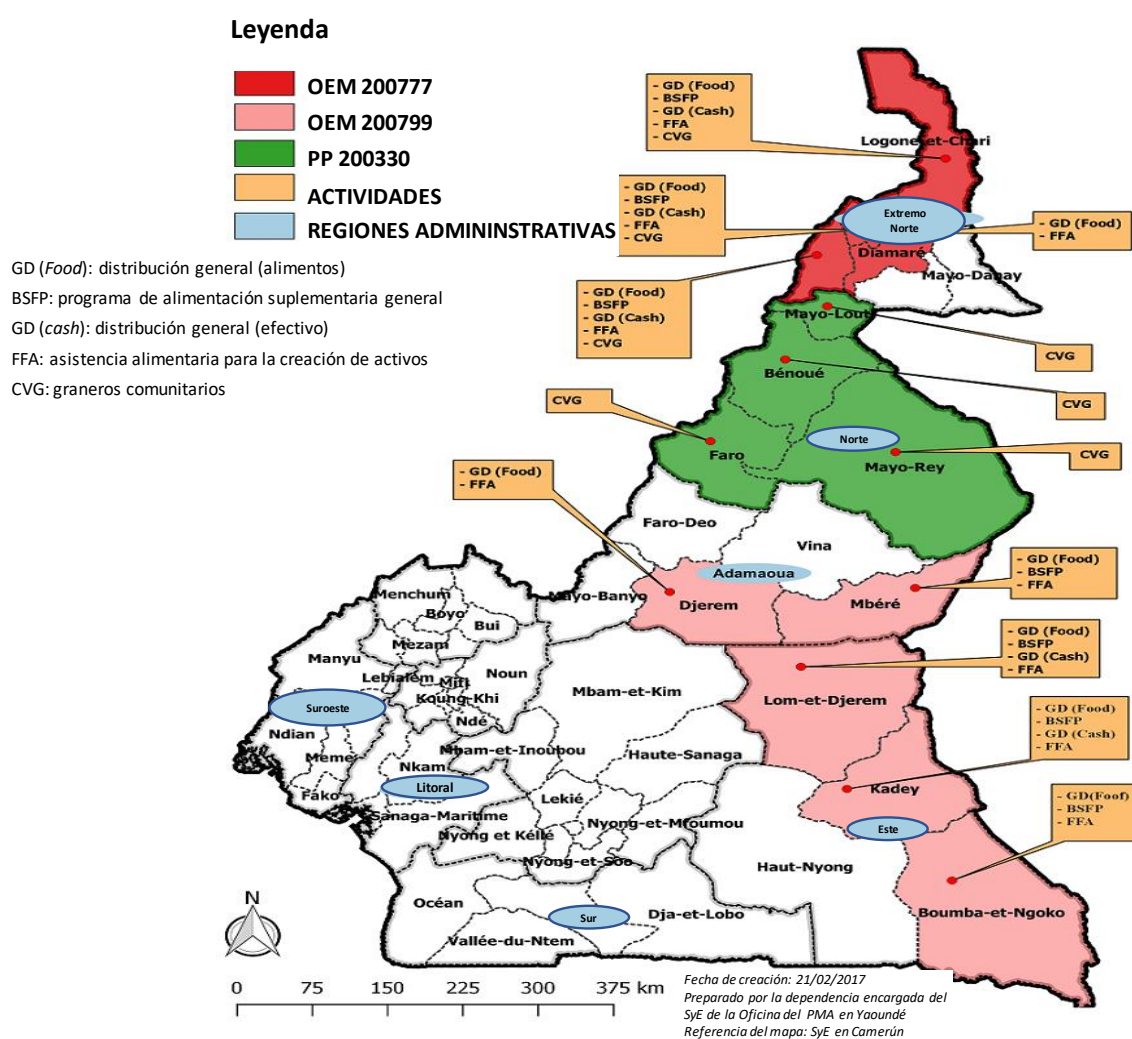 Leyenda
OEM 200777
OEM 200799
PP 200330
ACTIVIDADES
REGIONES ADMININSTRATIVAS
GD (Food): distribución general (alimentos)
BSFP: programa de alimentación suplementaria general
GD (cash): distribución general (efectivo)
FFA: asistencia alimentaria para la creación de activos
CVG: graneros comunitarios
- GD (Food)
- BSFP
- GD (Cash)
- FFA
- CVG
Logone-et-Chari
- GD (Food)
- BSFP
- GD (Cash)
- FFA
- CVG
Extremo
Norte
- GD (Food)
- FFA
Diamaré
Mayo-Danay
- GD (Food)
- BSFP
- GD (Cash)
- FFA
- CVG
Mayo-Lout
CVG
Bénoué
CVG
CVG
Norte
Faro
Mayo-Rey
CVG
- GD (Food)
- FFA
Faro-Deo
Vina
Adamaoua
- GD (Food)
- BSFP
- FFA
Mayo-Banyo
Djerem
Mbéré
Menchum
Boyo
Bui
Mezam
- GD (Food)
- BSFP
- GD (Cash)
- FFA
Manyu
Lebialem
Mifi
Noun
Koung-Khi
Ndé
Mbam-et-Kim
Lom-et-Djerem
Suroeste
- GD (Food)
- BSFP
- GD (Cash)
- FFA
Ndian
Meme
Mbam-et-Inoubou
Haute-Sanaga
Nkam
Litoral
Fako
Lekié
Kadey
Sanaga-Maritime
Nyong-et-Mfoumou
Este
- GD(Foof)
- BSFP
- FFA
Nyong et Kéllé
Nyong-et-Soo
Haut-Nyong
Océan
Sur
Dja-et-Lobo
Boumba-et-Ngoko
Vallée-du-Ntem
N
0 75 150 225 300 375 km
Fecha de creación: 21/02/2017
Preparado por la dependencia encargada del
SyE de la Oficina del PMA en Yaoundé
Referencia del mapa: SyE en Camerún